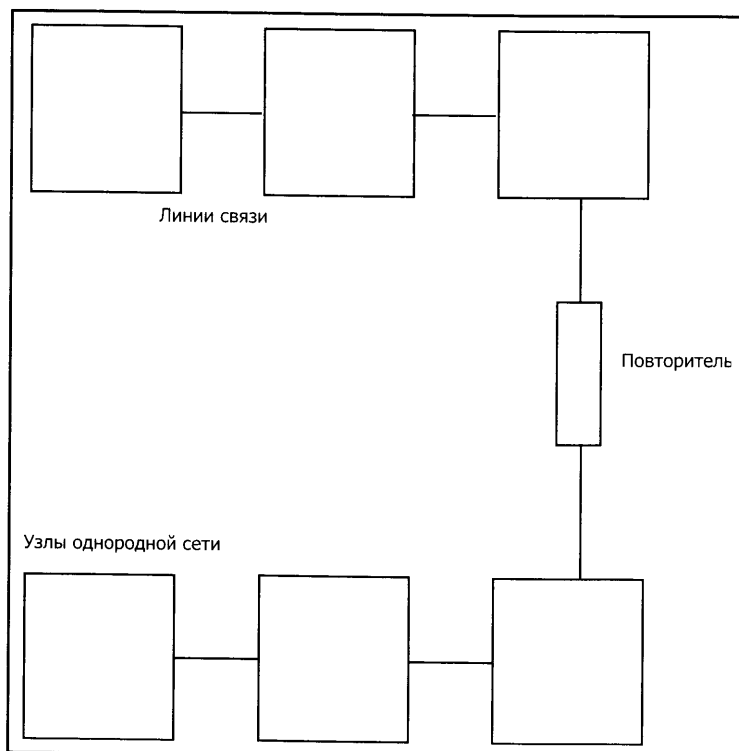 Линии связи
Повторитель
Узлы однородной сети